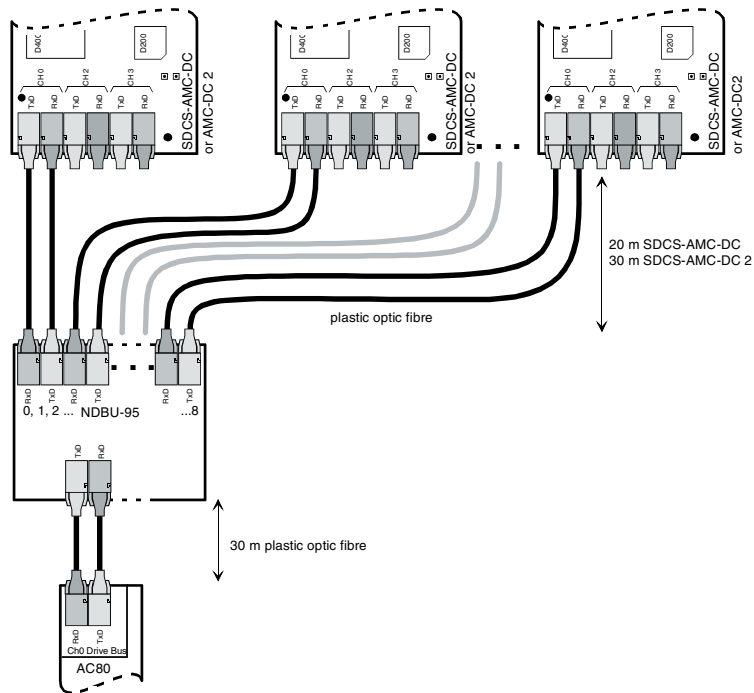 D400
D200
CH0
CH2
CH3
TxD
RxD
TxD
RxD
TxD
RxD
SDCS-AMC-DC
or AMC-DC 2
D400
D200
CH0
CH2
CH3
TxD
RxD
TxD
RxD
TxD
RxD
SDCS-AMC-DC
or AMC-DC 2
D400
D200
CH0
CH2
CH3
TxD
RxD
TxD
RxD
TxD
RxD
SDCS-AMC-DC
or AMC-DC2
20 m SDCS-AMC-DC
30 m SDCS-AMC-DC 2
plastic optic fibre
RxD
TxD
RxD
TxD
RxD
TxD
0, 1, 2 ... NDBU-95 ...8
TxD
RxD
30 m plastic optic fibre
RxD
TxD
Ch0 Drive Bus
AC80